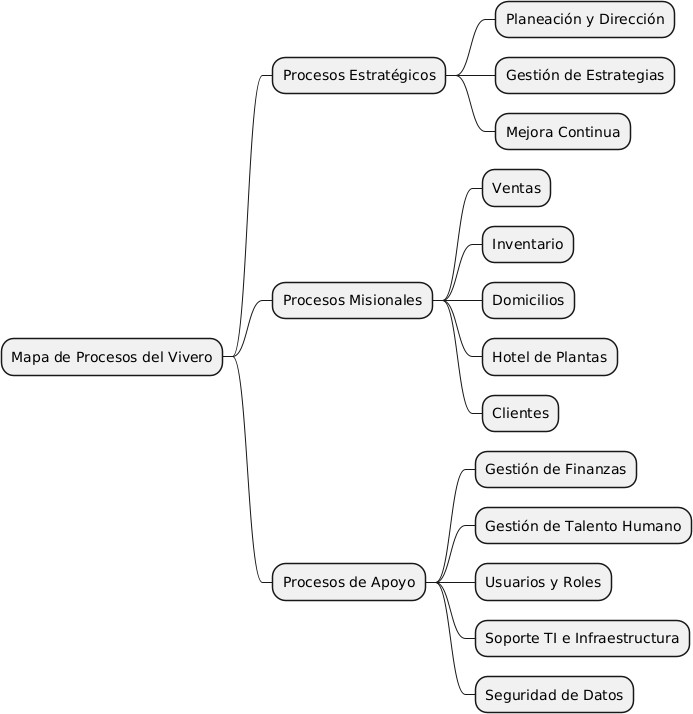 Mapa de Procesos del Vivero
Procesos Estratégicos
Planeación y Dirección
Gestión de Estrategias
Mejora Continua
Procesos Misionales
Ventas
Inventario
Domicilios
Hotel de Plantas
Clientes
Procesos de Apoyo
Gestión de Finanzas
Gestión de Talento Humano
Usuarios y Roles
Soporte TI e Infraestructura
Seguridad de Datos